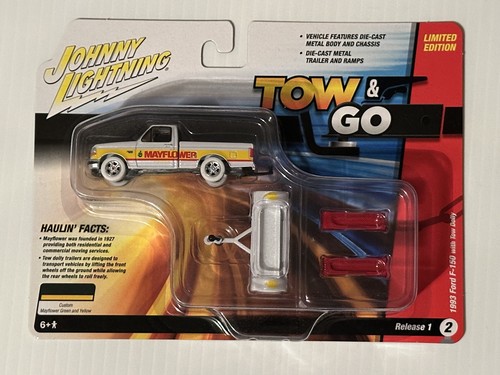 JOHNNY
LIGHTNING
• VEHICLE FEATURES DIE-CAST
METAL BODY AND CHASSIS
• DIE-CAST METAL
TRAILER AND RAMPS
LIMITED
EDITION
TOW &
GO
MAYFLOWER
HAULIN' FACTS:
• Mayflower was founded in 1927
providing both residential and
commercial moving services.
• Tow dolly trailers are designed to
transport vehicles by lifting the front
wheels off the ground while allowing
the rear wheels to roll freely.
Custom
Mayflower Green and Yellow
6+
1993 Ford F-150 with Tow Dolly
Release 1 2